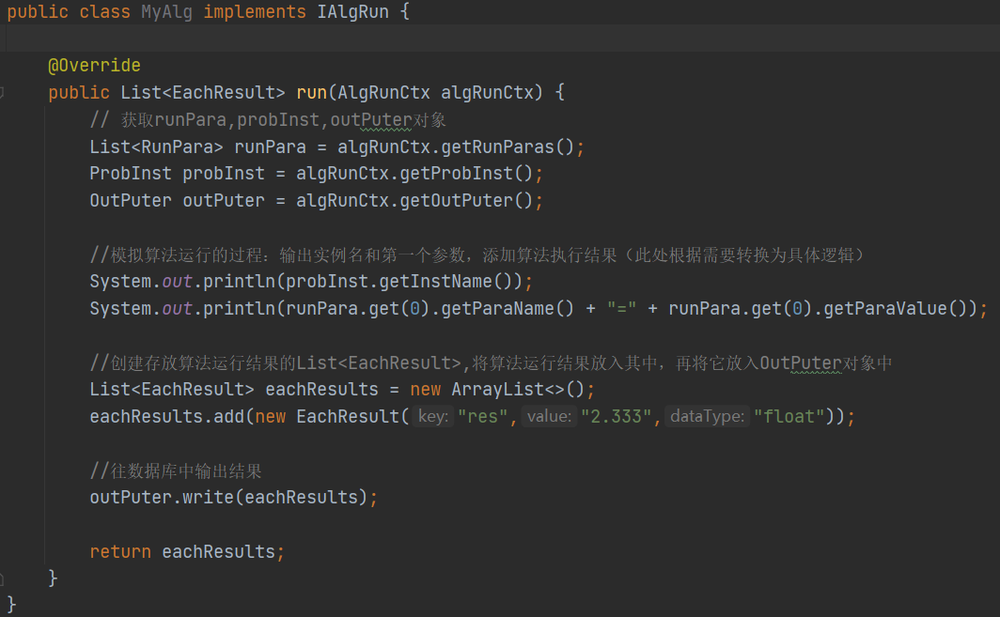 public class MyAlg implements IAlgRun {
@Override
public List<EachResult> run(AlgRunCtx algRunCtx) {
// 获取runPara,probInst,outPuter对象
List<RunPara> runPara = algRunCtx.getRunParas();
ProbInst probInst = algRunCtx.getProbInst();
OutPuter outPuter = algRunCtx.getOutPuter();
//模拟算法运行的过程：输出实例名和第一个参数，添加算法执行结果（此处根据需要转换为具体逻辑）
System.out.println(probInst.getInstName());
System.out.println(runPara.get(0).getParaName() + "=" + runPara.get(0).getParaValue());
//创建存放算法运行结果的List<EachResult>,将算法运行结果放入其中，再将它放入OutPuter对象中
List<EachResult> eachResults = new ArrayList<>();
eachResults.add(new EachResult( key: "res", value: "2.333", dataType: "float"));
//往数据库中输出结果
outPuter.write(eachResults);
return eachResults;
}
}